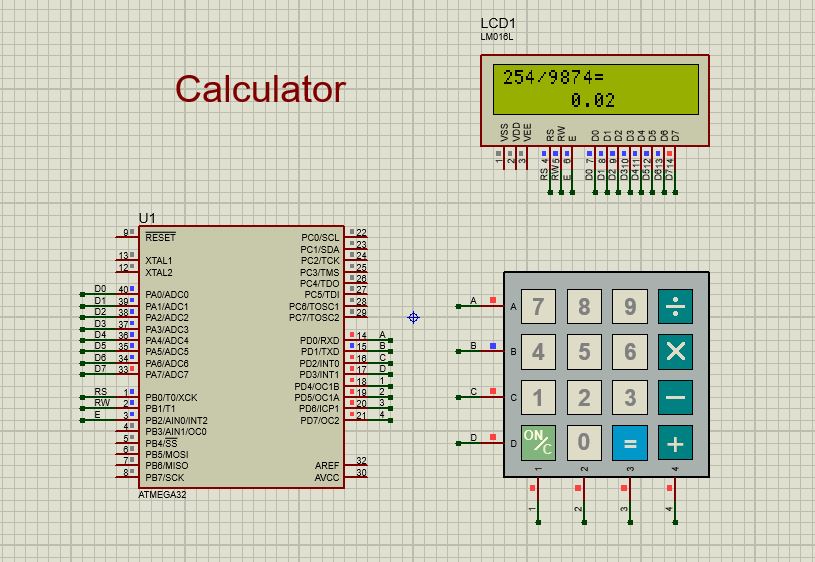 LCD1
LM016L
Calculator
254/9874=
0.02
VSS VDD VEE RS RW E D0 D1 D2 D3 D4 D5 D6 D7
1 2 3 4 5 6 7 8 9 10 11 12 13 14
RS RW E D0 D1 D2 D3 D4 D5 D6 D7
U1
9 RESET PC0/SCL 22
PC1/SDA 23
13 XTAL1 PC2/TCK 24
12 XTAL2 PC3/TMS 25
PC4/TDO 26
D0 40 PA0/ADC0 PC5/TDI 27
D1 39 PA1/ADC1 PC6/TOSC1 28
D2 38 PA2/ADC2 PC7/TOSC2 29
D3 37 PA3/ADC3
D4 36 PA4/ADC4 PD0/RXD 14 A
D5 35 PA5/ADC5 PD1/TXD 15 B
D6 34 PA6/ADC6 PD2/INT0 16 C
D7 33 PA7/ADC7 PD3/INT1 17 D
PD4/OC1B 18 1
RS 1 PB0/T0/XCK PD5/OC1A 19 2
RW 2 PB1/T1 PD6/ICP1 20 3
E 3 PB2/AIN0/INT2 PD7/OC2 21 4
4 PB3/AIN1/OC0
5 PB4/SS
6 PB5/MOSI
7 PB6/MISO AREF 32
8 PB7/SCK AVCC 30
ATMEGA32
A A 7 8 9 ÷
B B 4 5 6 ×
C C 1 2 3 −
D D ON/C 0 = +
1 2 3 4
1 2 3 4